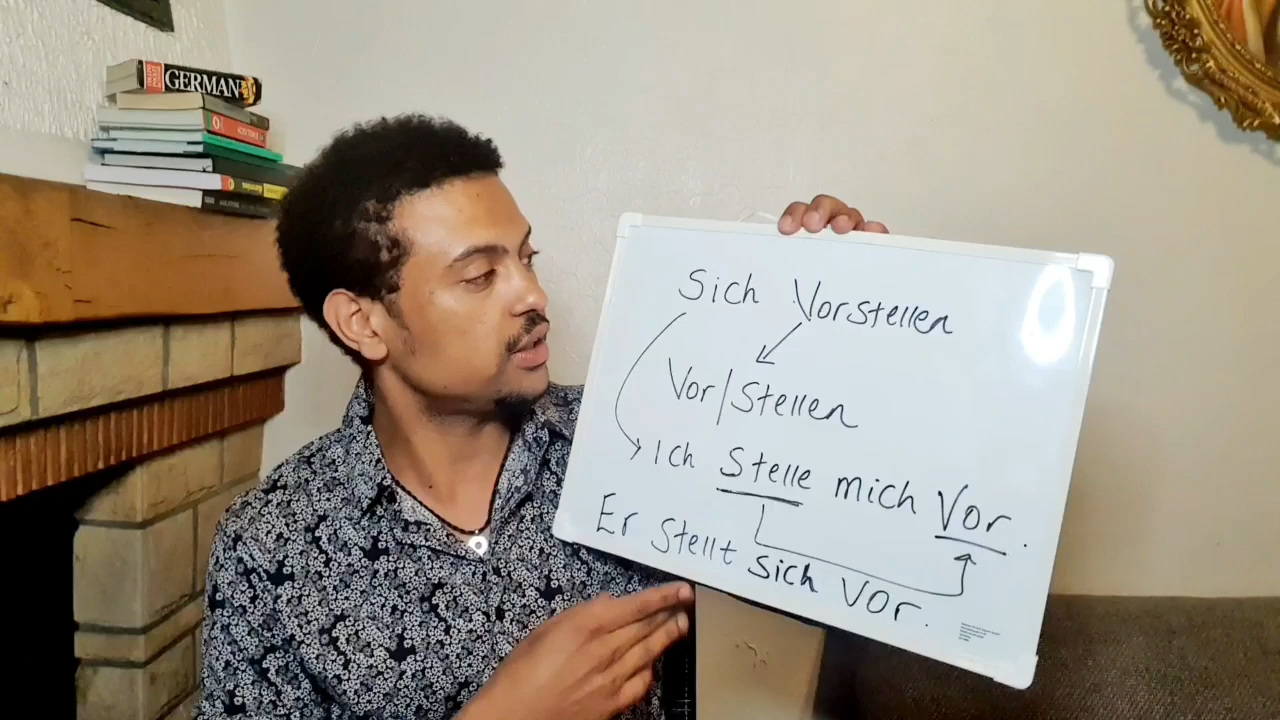 GERMAN
Sich Vorstellen
Vor/Stellen
Ich Stelle mich Vor.
Er Stellt sich Vor.